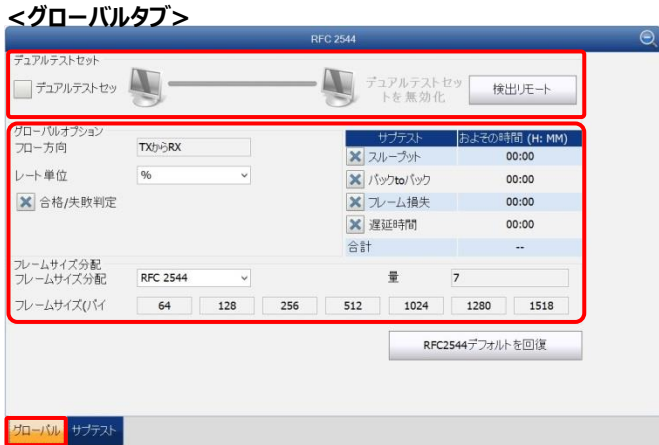 <グローバルタブ>
RFC 2544
デュアルテストセット
デュアルテストセッ
デュアルテストセッ
トを無効化
検出リモート
グローバルオプション
フロー方向
TXからRX
レート単位
%
合格/失敗判定
サブテスト
およその時間 (H: MM)
スループット
00:00
バックtoバック
00:00
フレーム損失
00:00
遅延時間
00:00
合計
--
フレームサイズ分配
フレームサイズ分配
RFC 2544
量
7
フレームサイズ(バイ
64
128
256
512
1024
1280
1518
RFC2544デフォルトを回復
グローバル
サブテスト